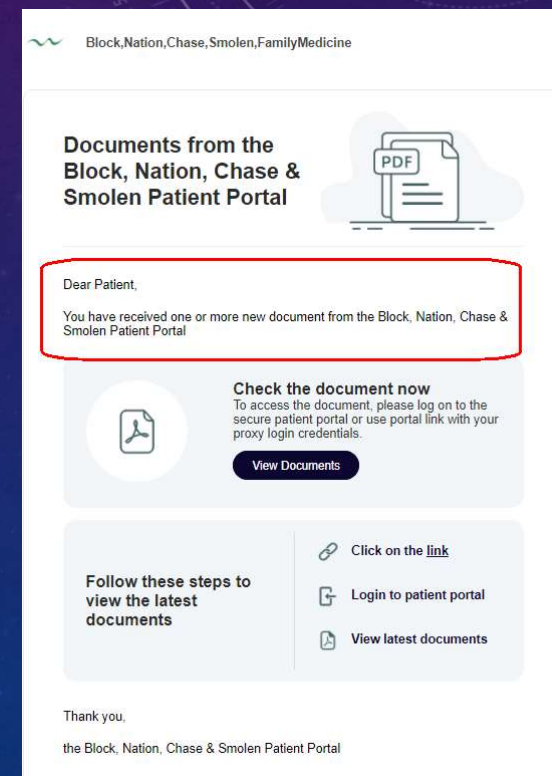 Block,Nation,Chase,Smolen,FamilyMedicine
Documents from the
Block, Nation, Chase &
Smolen Patient Portal
PDF
Dear Patient,
You have received one or more new document from the Block, Nation, Chase &
Smolen Patient Portal
Check the document now
To access the document, please log on to the
secure patient portal or use portal link with your
proxy login credentials.
View Documents
Follow these steps to
view the latest
documents
Click on the link
Login to patient portal
View latest documents
Thank you,
the Block, Nation, Chase & Smolen Patient Portal